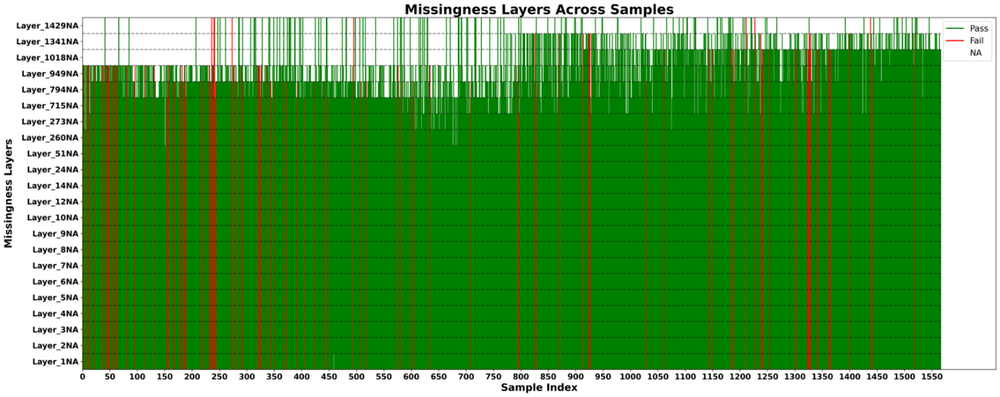 Missingness Layers Across Samples
Missingness Layers
Layer_1429NA
Layer_1341NA
Layer_1018NA
Layer_949NA
Layer_794NA
Layer_715NA
Layer_273NA
Layer_260NA
Layer_51NA
Layer_24NA
Layer_14NA
Layer_12NA
Layer_10NA
Layer_9NA
Layer_8NA
Layer_7NA
Layer_6NA
Layer_5NA
Layer_4NA
Layer_3NA
Layer_2NA
Layer_1NA
Pass
Fail
NA
0 50 100 150 200 250 300 350 400 450 500 550 600 650 700 750 800 850 900 950 1000 1050 1100 1150 1200 1250 1300 1350 1400 1450 1500 1550
Sample Index